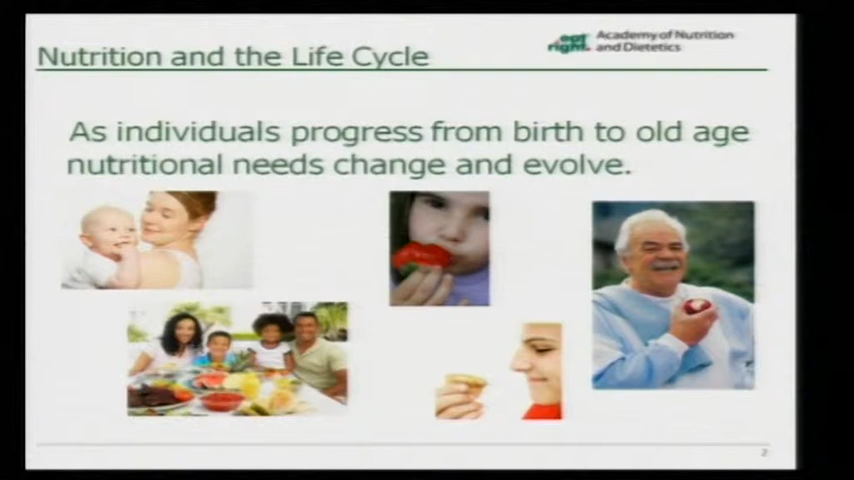 Nutrition and the Life Cycle
eat right.
Academy of Nutrition
and Dietetics
As individuals progress from birth to old age
nutritional needs change and evolve.
2